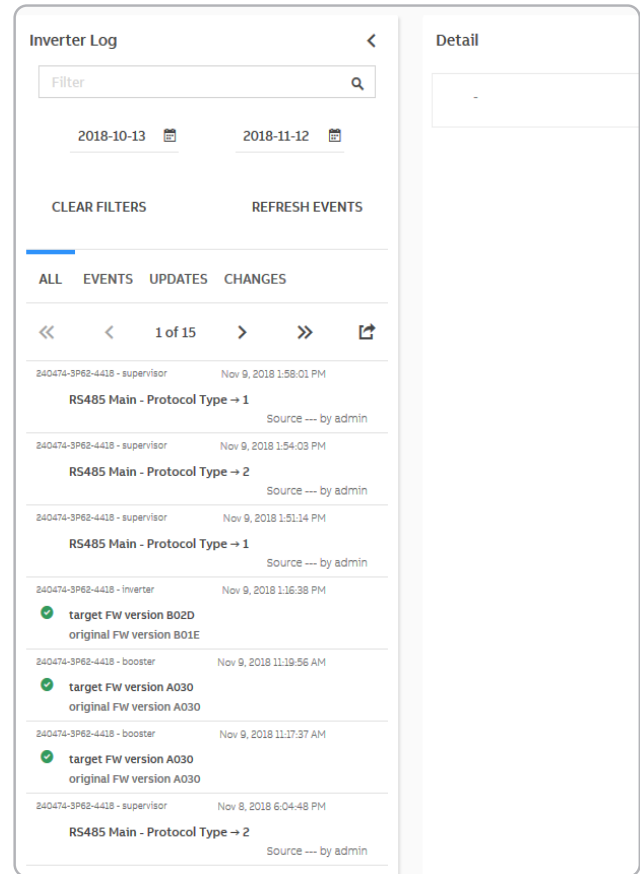 Inverter Log
Detail
Filter
-
2018-10-13 2018-11-12
CLEAR FILTERS REFRESH EVENTS
ALL EVENTS UPDATES CHANGES
1 of 15
240474-3P62-4418 - supervisor Nov 9, 2018 1:58:01 PM
RS485 Main - Protocol Type → 1
Source --- by admin
240474-3P62-4418 - supervisor Nov 9, 2018 1:54:03 PM
RS485 Main - Protocol Type → 2
Source --- by admin
240474-3P62-4418 - supervisor Nov 9, 2018 1:51:14 PM
RS485 Main - Protocol Type → 1
Source --- by admin
240474-3P62-4418 - inverter Nov 9, 2018 1:16:38 PM
target FW version B02D
original FW version B01E
240474-3P62-4418 - booster Nov 9, 2018 11:19:56 AM
target FW version A030
original FW version A030
240474-3P62-4418 - booster Nov 9, 2018 11:17:37 AM
target FW version A030
original FW version A030
240474-3P62-4418 - supervisor Nov 8, 2018 6:04:48 PM
RS485 Main - Protocol Type → 2
Source --- by admin